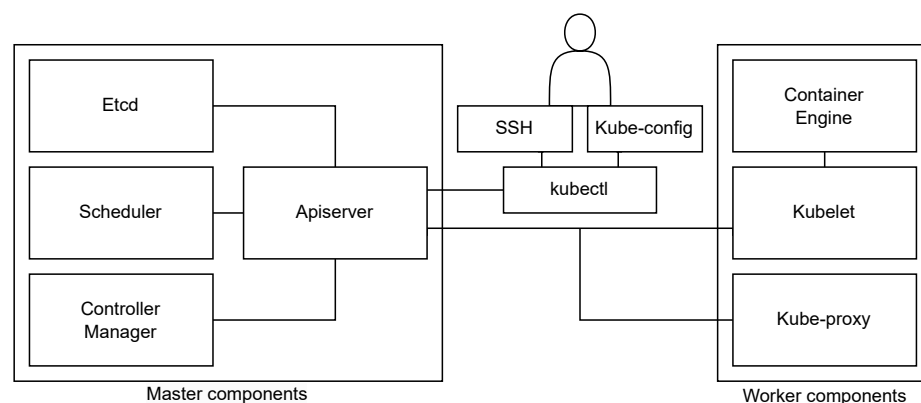 Etcd
Scheduler
Controller
Manager
Apiserver
Master components
SSH
Kube-config
kubectl
Container
Engine
Kubelet
Kube-proxy
Worker components